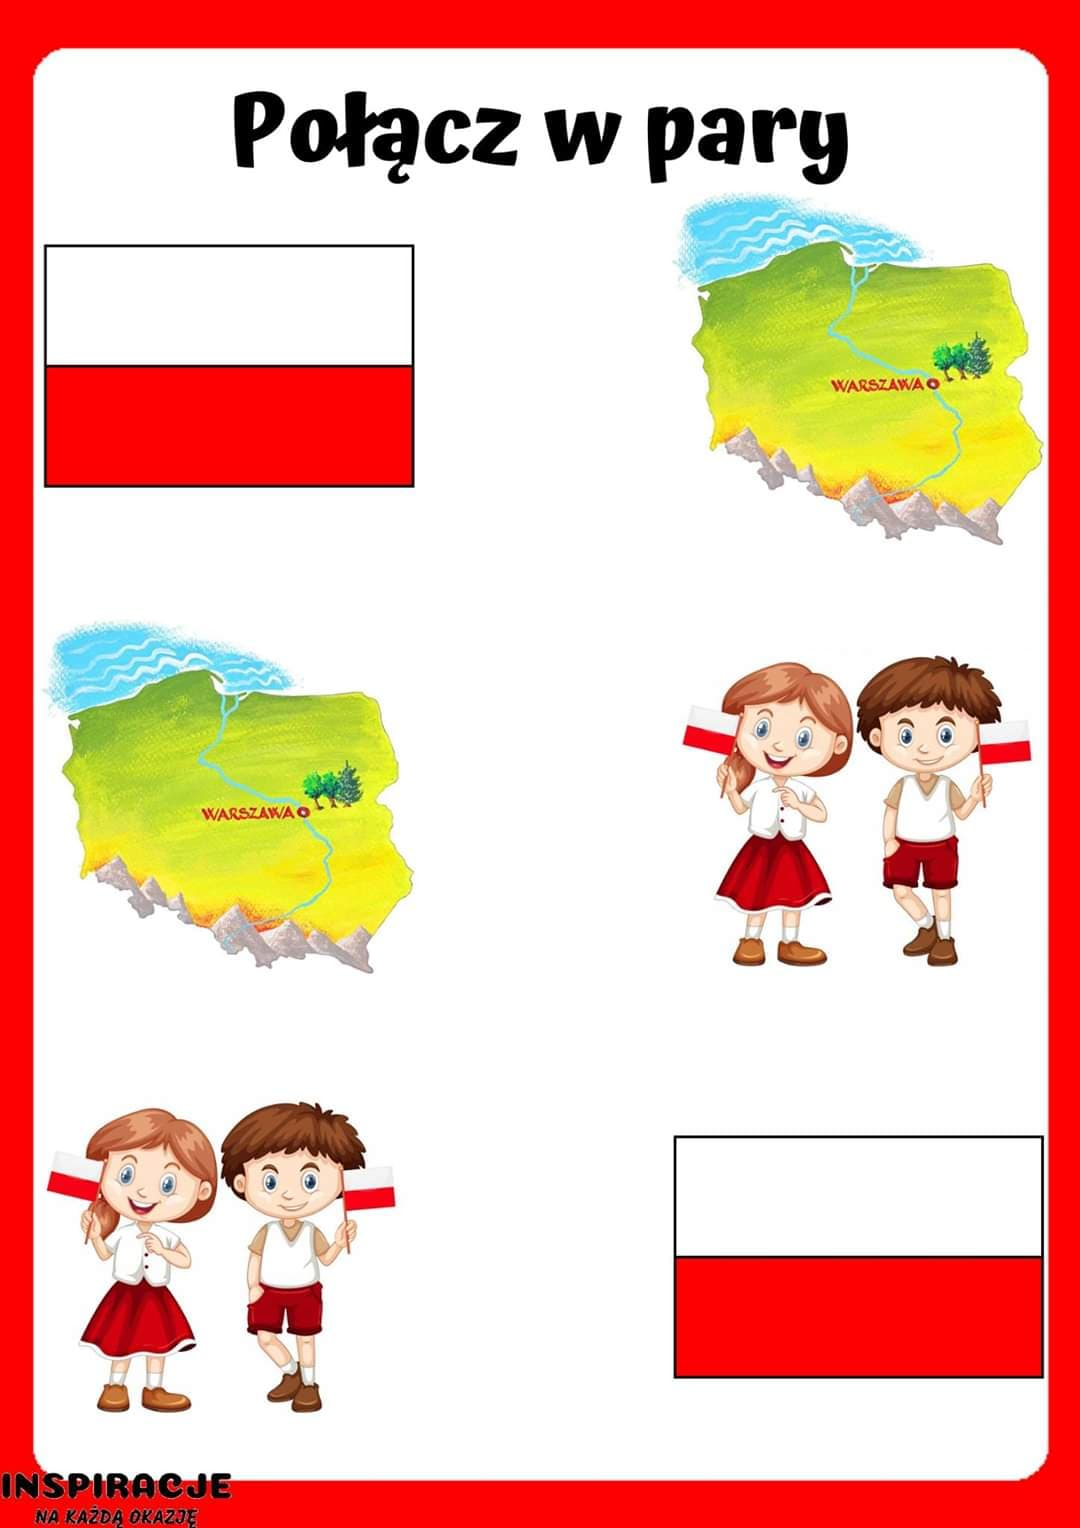 Połącz w pary
WARSZAWA
WARSZAWA
INSPIRACJE
NA KAŻDĄ OKAZJĘ